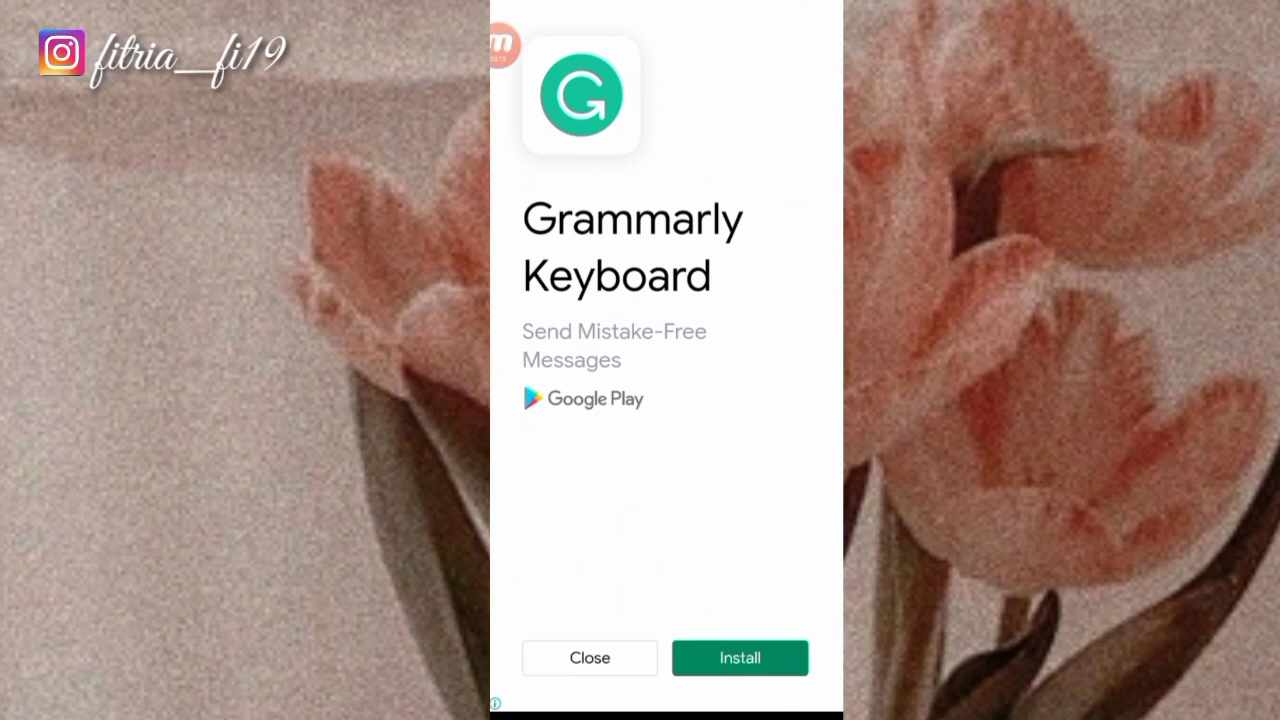 fitria__fi19
Grammarly
Keyboard
Send Mistake-Free
Messages
Google Play
Close
Install